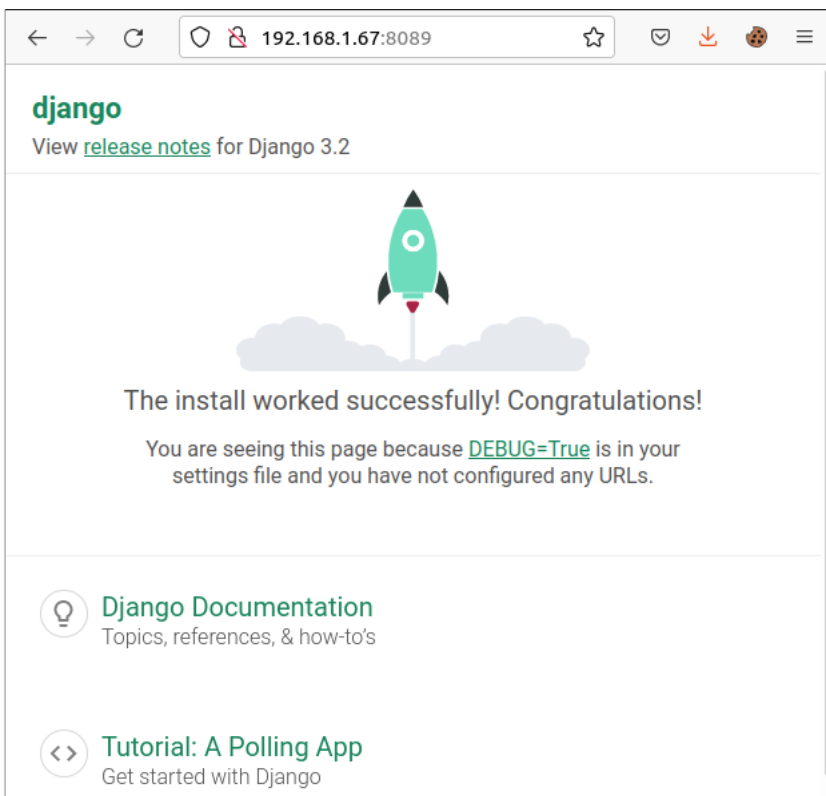 192.168.1.67:8089
django
View release notes for Django 3.2
The install worked successfully! Congratulations!
You are seeing this page because DEBUG=True is in your
settings file and you have not configured any URLs.
Django Documentation
Topics, references, & how-to's
Tutorial: A Polling App
Get started with Django